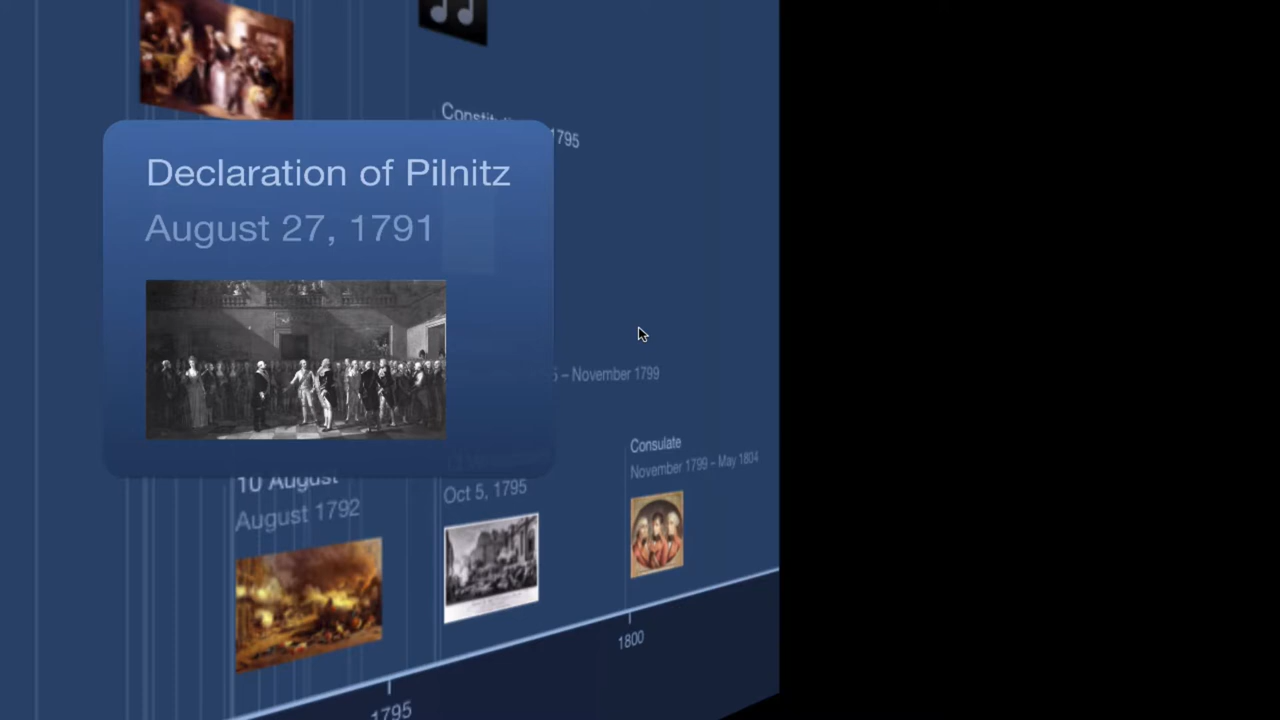 Constit
1795
Declaration of Pilnitz
August 27, 1791
– November 1799
Consulate
November 1799 – May 1804
10 August
August 1792
Oct 5, 1795
1800
1795